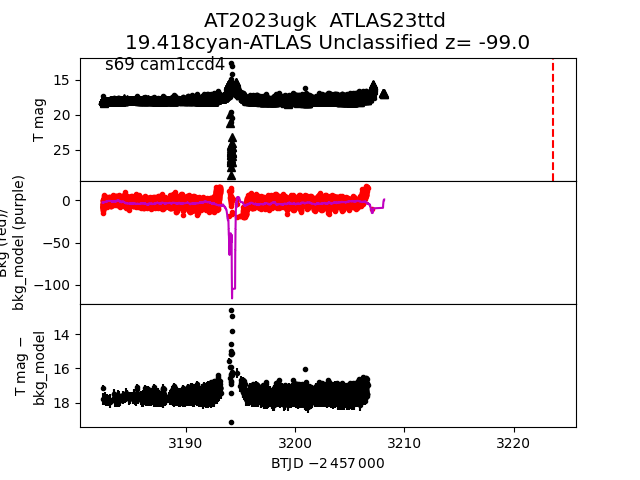 AT2023ugk  ATLAS23ttd
19.418cyan-ATLAS Unclassified z= -99.0
s69 cam1ccd4
15
20
25
T mag
0
−50
−100
Bkg (red)/
bkg_model (purple)
14
16
18
T mag −
bkg_model
3190
3200
3210
3220
BTJD −2 457 000